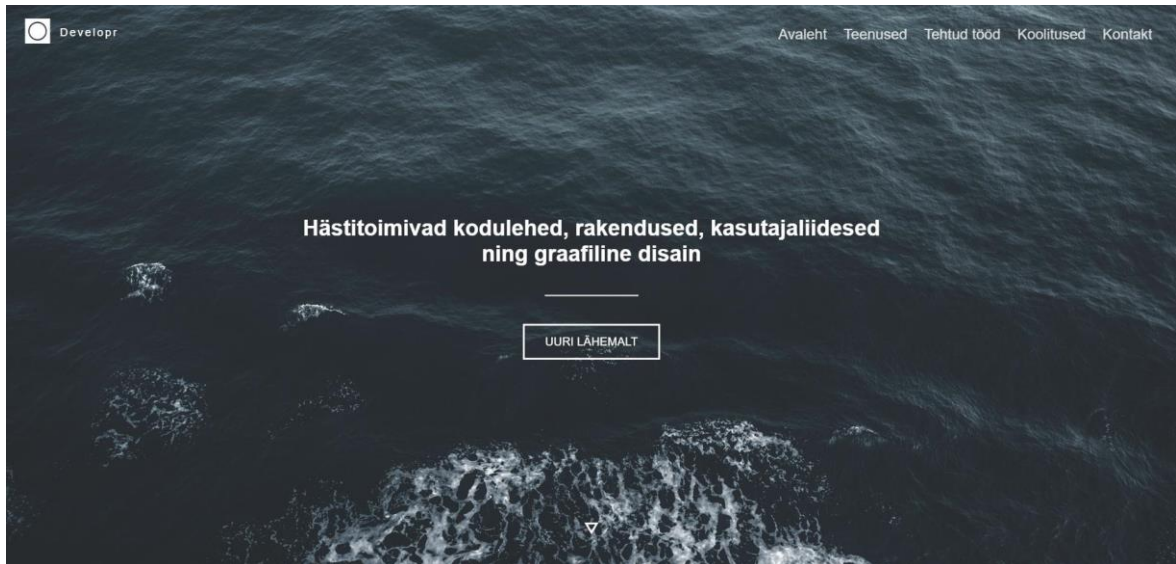 Developr
Avaleht Teenused Tehtud tööd Koolitused Kontakt
Hästitoimivad kodulehed, rakendused, kasutajaliidesed
ning graafiline disain
UURI LÄHEMALT